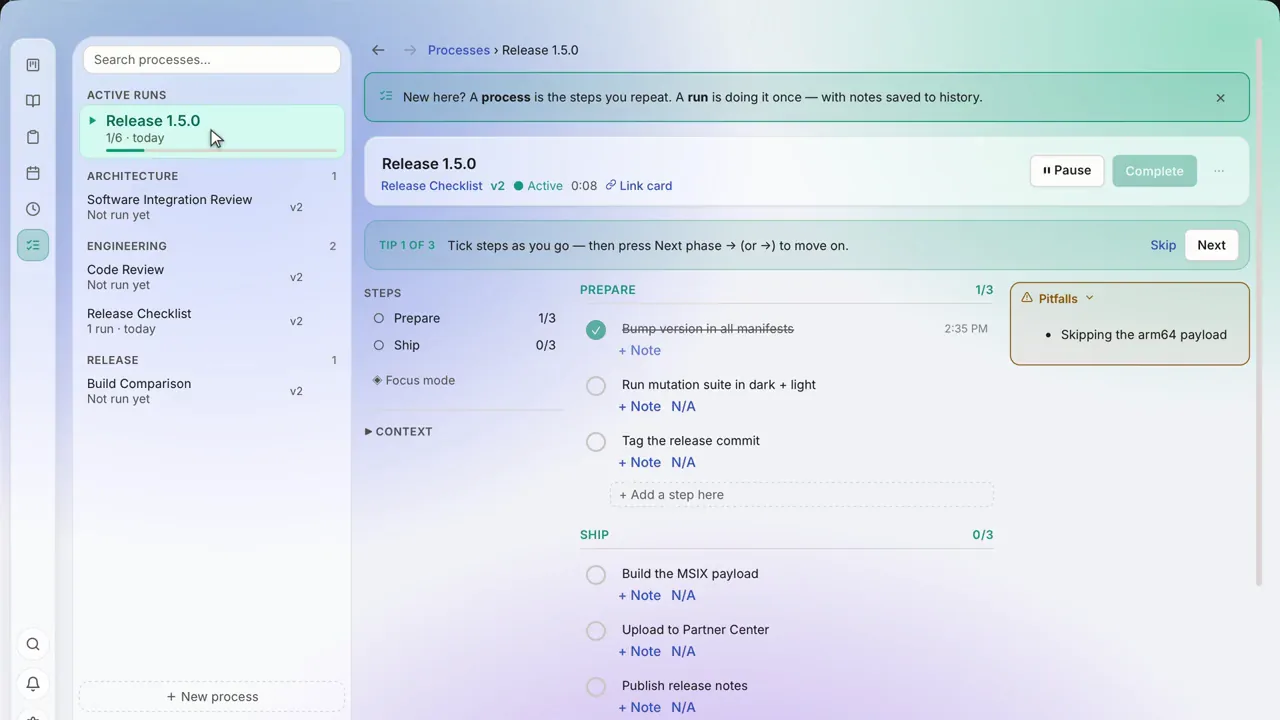 Search processes...
ACTIVE RUNS
Release 1.5.0
1/6 · today
ARCHITECTURE 1
Software Integration Review
Not run yet
v2
ENGINEERING 2
Code Review
Not run yet
v2
Release Checklist
1 run · today
v2
RELEASE 1
Build Comparison
Not run yet
v2
+ New process
Processes › Release 1.5.0
New here? A process is the steps you repeat. A run is doing it once — with notes saved to history.
Release 1.5.0
Release Checklist v2 Active 0:08 Link card
Pause
Complete
TIP 1 OF 3 Tick steps as you go — then press Next phase → (or →) to move on.
Skip
Next
STEPS
Prepare 1/3
Ship 0/3
Focus mode
CONTEXT
PREPARE 1/3
Bump version in all manifests 2:35 PM
+ Note
Run mutation suite in dark + light
+ Note N/A
Tag the release commit
+ Note N/A
+ Add a step here
SHIP 0/3
Build the MSIX payload
+ Note N/A
Upload to Partner Center
+ Note N/A
Publish release notes
+ Note N/A
Pitfalls
• Skipping the arm64 payload